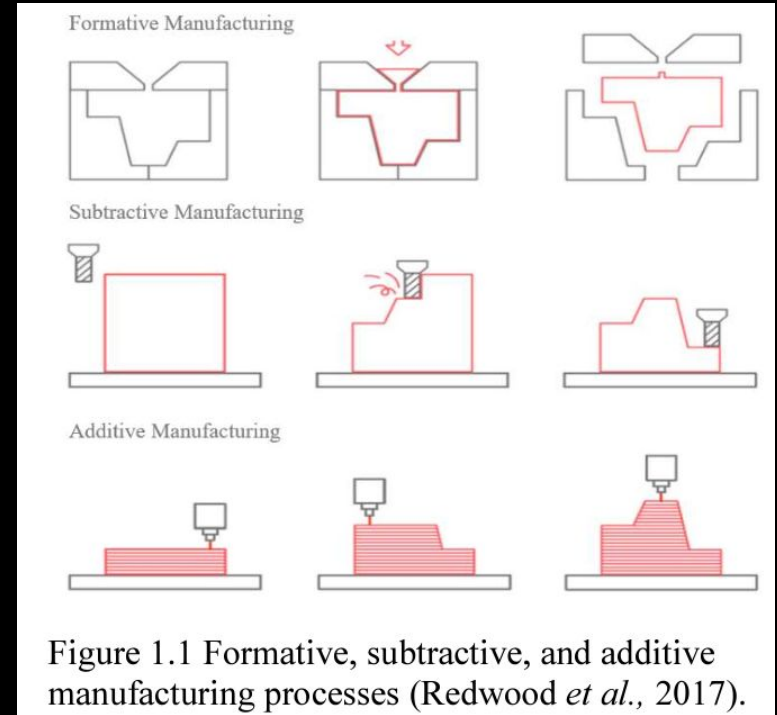 Formative Manufacturing
Subtractive Manufacturing
Additive Manufacturing
Figure 1.1 Formative, subtractive, and additive
manufacturing processes (Redwood et al., 2017).